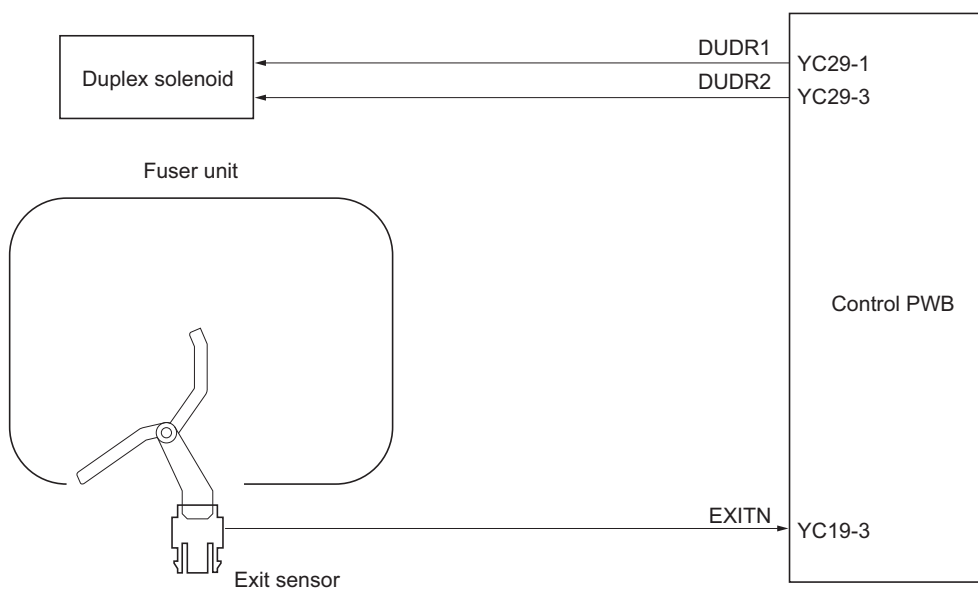 DUDR1
YC29-1
Duplex solenoid
DUDR2
YC29-3
Fuser unit
Control PWB
EXITN
YC19-3
Exit sensor